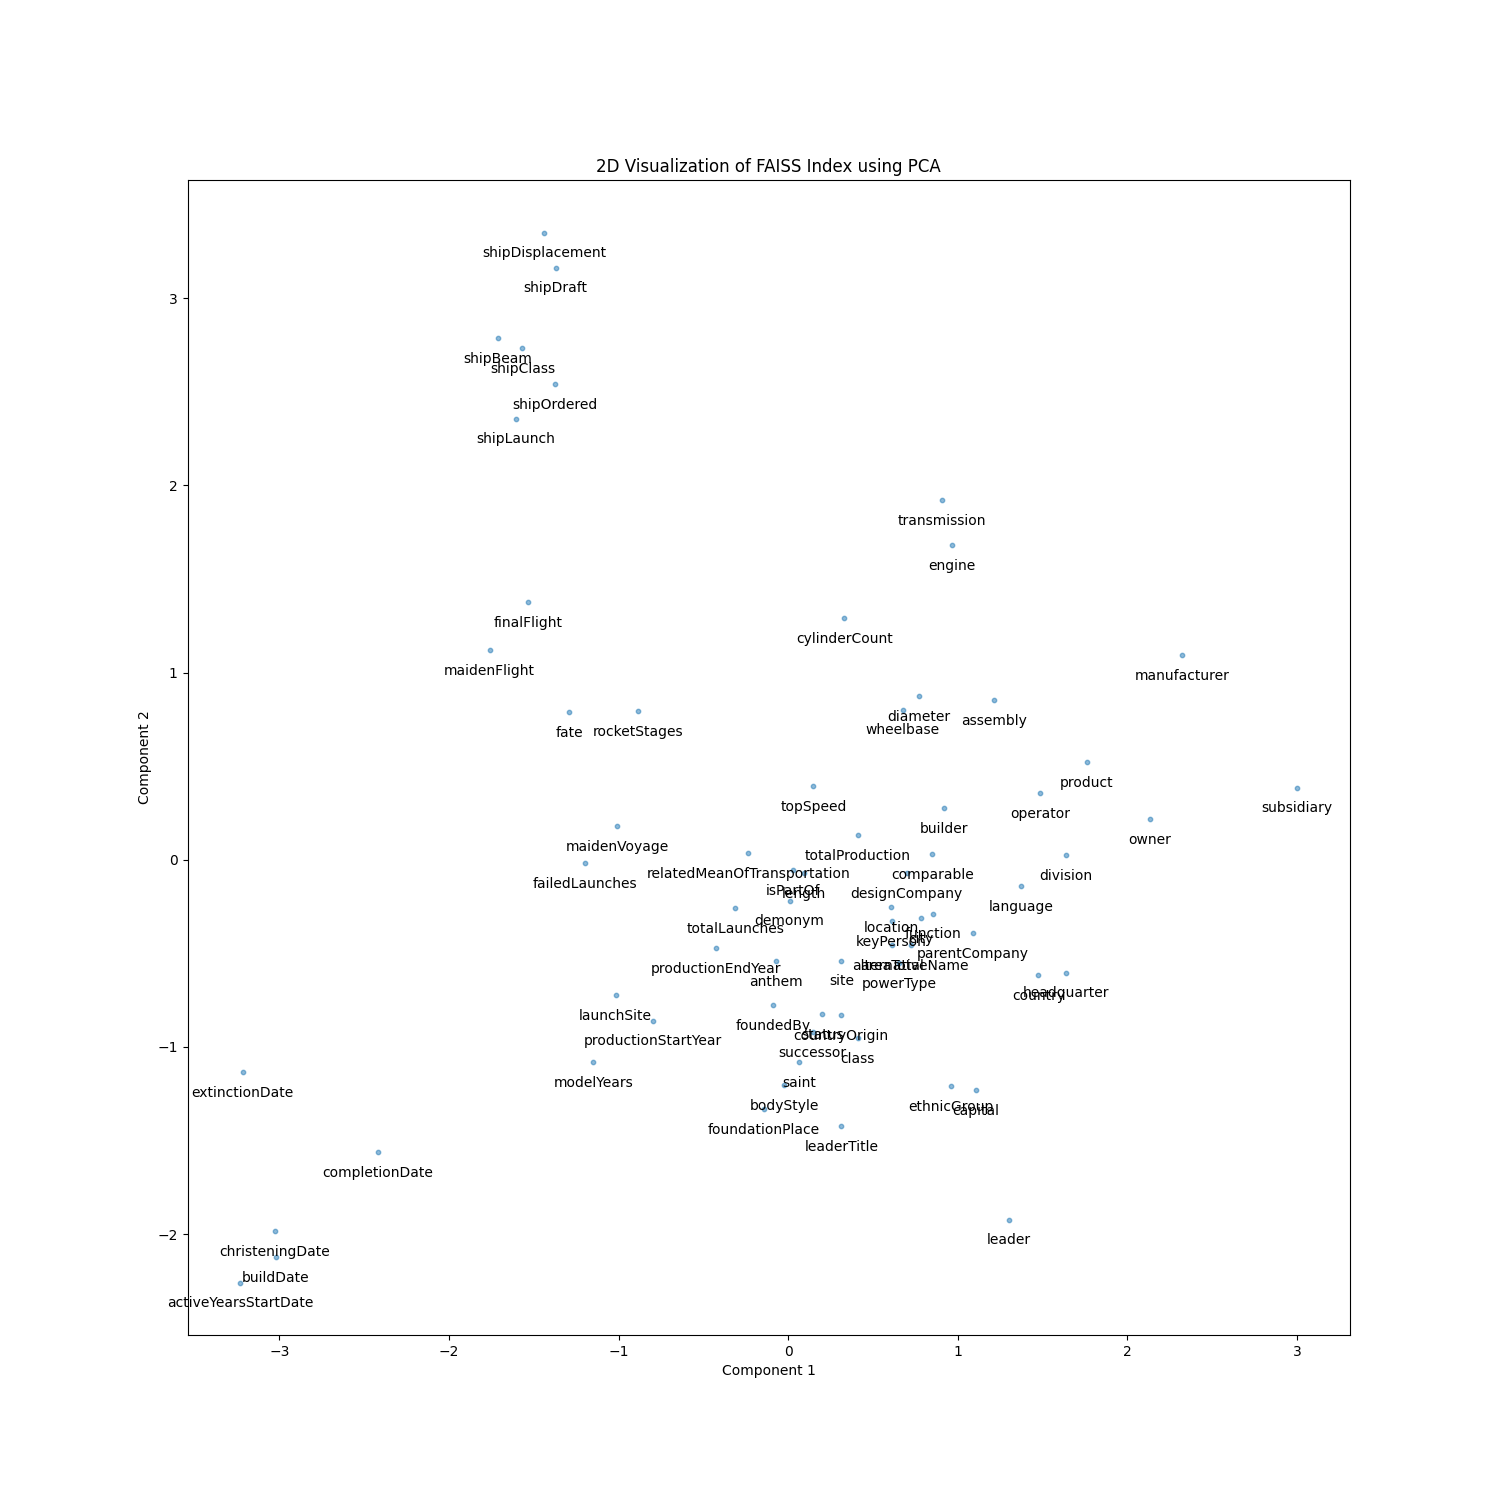 2D Visualization of FAISS Index using PCA
shipDisplacement
shipDraft
3
shipBeam
shipClass
shipOrdered
shipLaunch
2
transmission
engine
finalFlight
cylinderCount
maidenFlight
1
manufacturer
diameter
assembly
wheelbase
fate
rocketStages
Component 2
product
topSpeed
operator
subsidiary
builder
owner
maidenVoyage
totalProduction
0
relatedMeanOfTransportation
comparable
division
failedLaunches
isPartOf
length
designCompany
language
demonym
totalLaunches
location
function
keyPerson
city
parentCompany
productionEndYear
alternativeName
areaTotal
anthem
site
powerType
headquarter
country
launchSite
foundedBy
status
countryOrigin
productionStartYear
−1
successor
class
modelYears
saint
extinctionDate
bodyStyle
ethnicGroup
capital
foundationPlace
leaderTitle
completionDate
−2
leader
christeningDate
buildDate
activeYearsStartDate
−3 −2 −1 0 1 2 3
Component 1